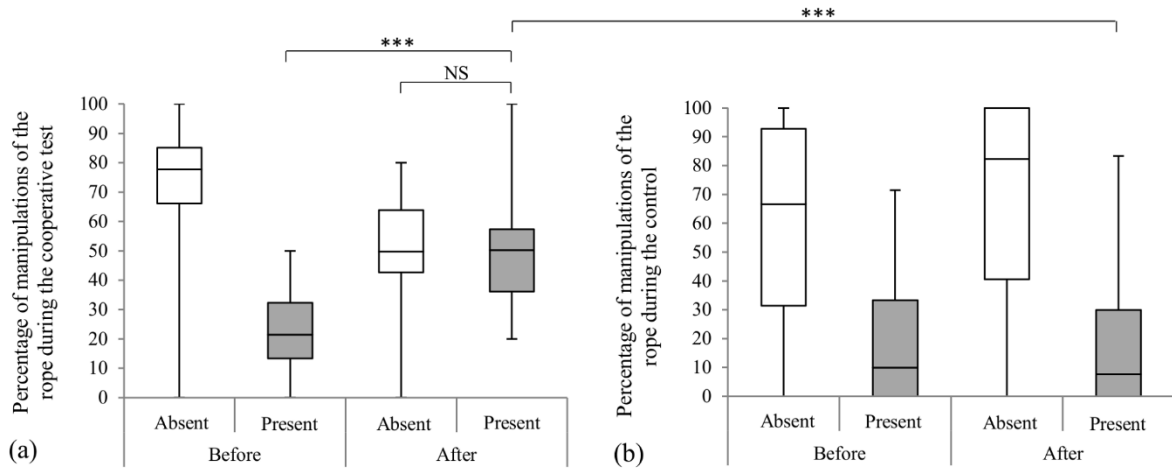 ***
***
NS
Percentage of manipulations of the
rope during the cooperative test
100
90
80
70
60
50
40
30
20
10
0
Absent
Present
Absent
Present
Before
After
(a)
Percentage of manipulations of the
rope during the control
100
90
80
70
60
50
40
30
20
10
0
Absent
Present
Absent
Present
Before
After
(b)